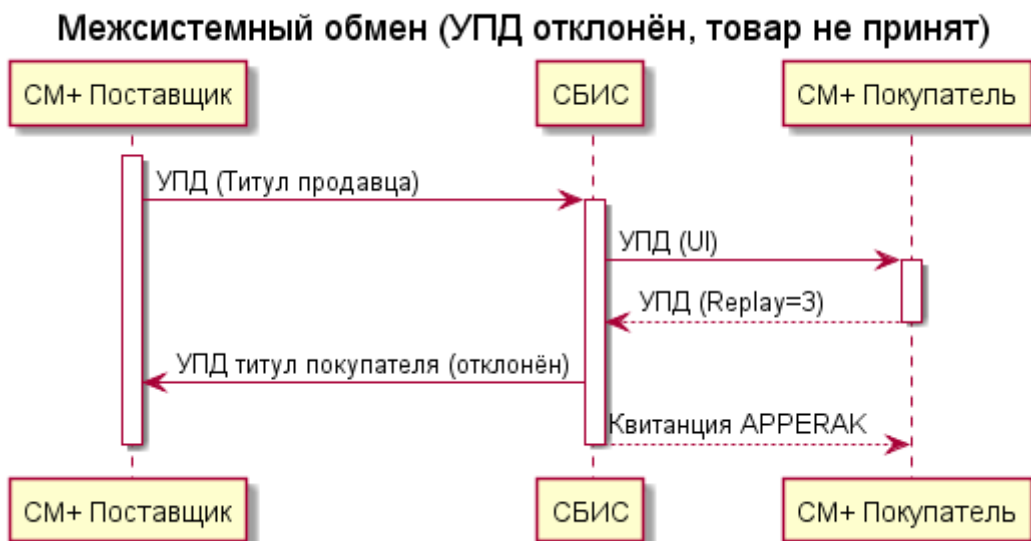 Межсистемный обмен (УПД отклонён, товар не принят)
СМ+ Поставщик
СБИС
СМ+ Покупатель
УПД (Титул продавца)
УПД (UI)
УПД (Replay=3)
УПД титул покупателя (отклонён)
Квитанция APPERAK
СМ+ Поставщик
СБИС
СМ+ Покупатель